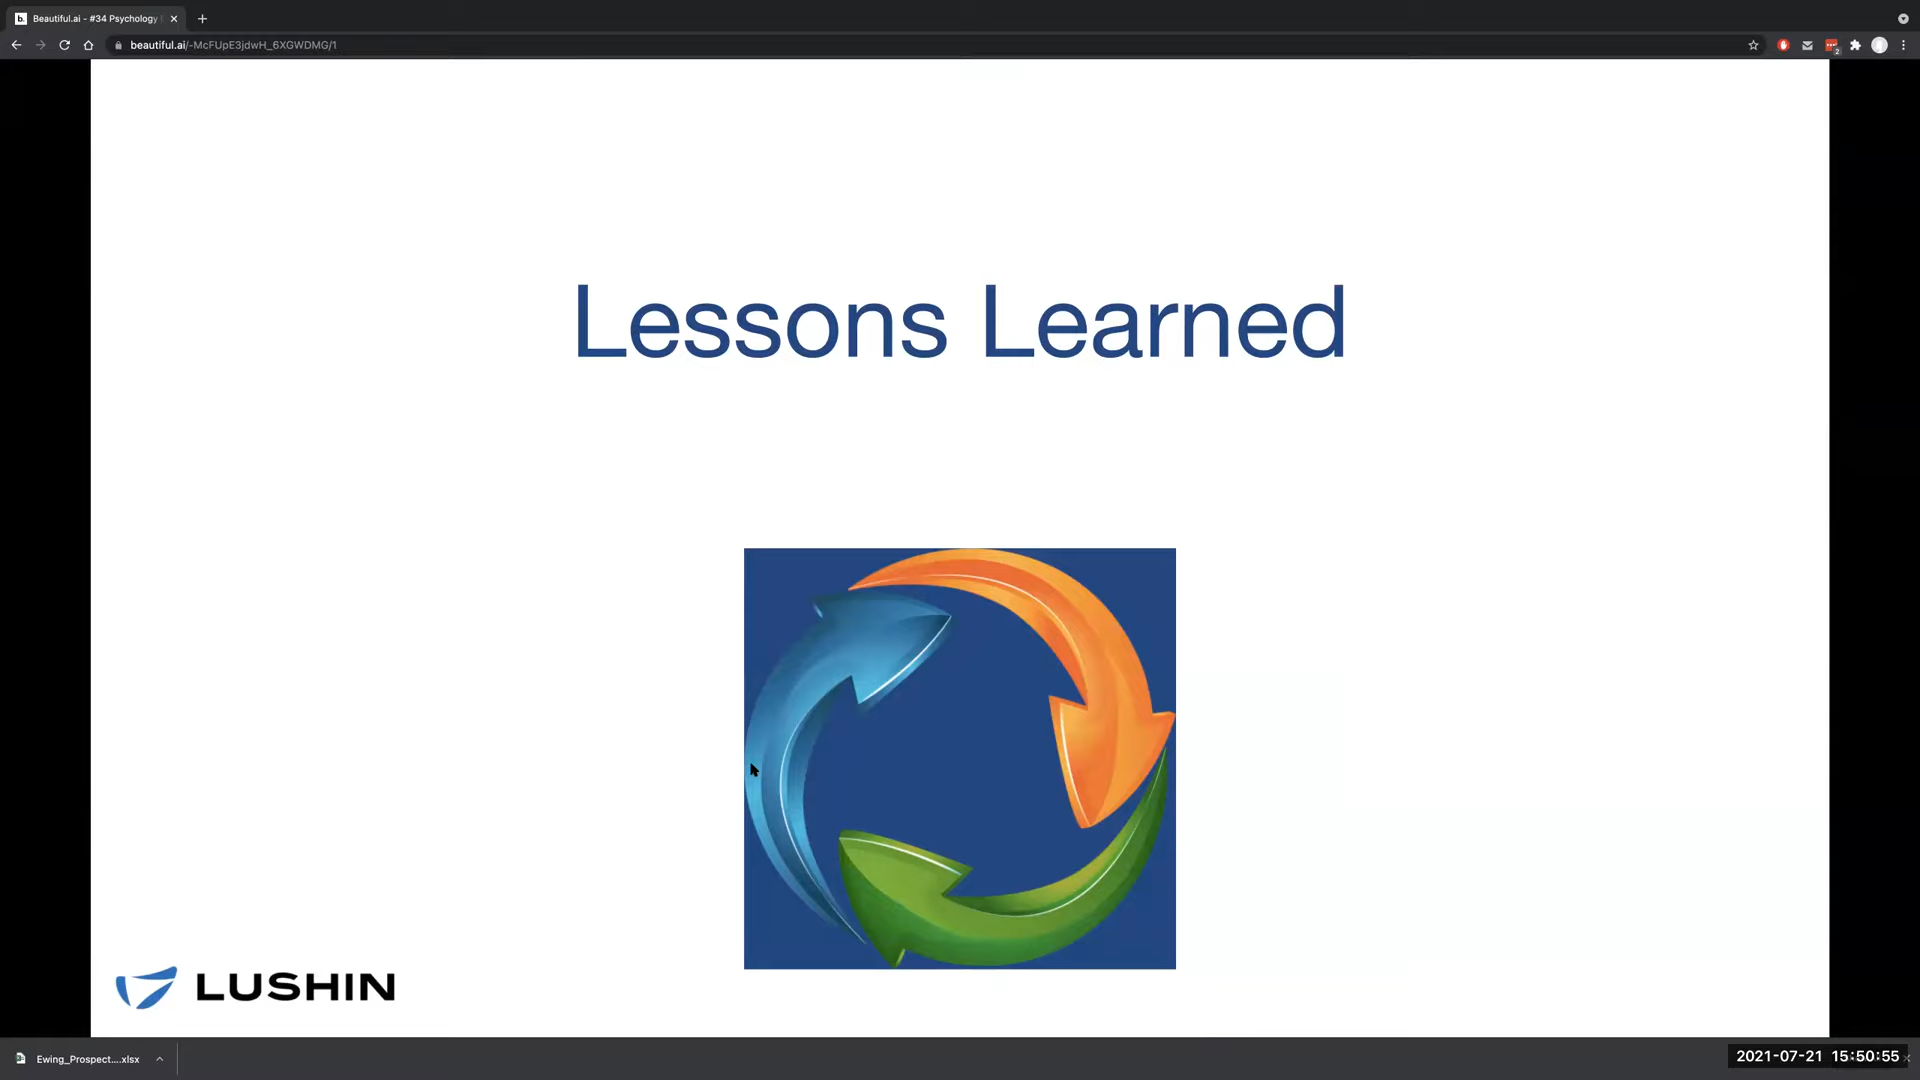 b. Beautiful.ai - #34 Psychology
beautiful.ai/-McFUpE3jdwH_6XGWDMG/1
2
Lessons Learned
LUSHIN
Ewing_Prospect....xlsx
2021-07-21 15:50:55